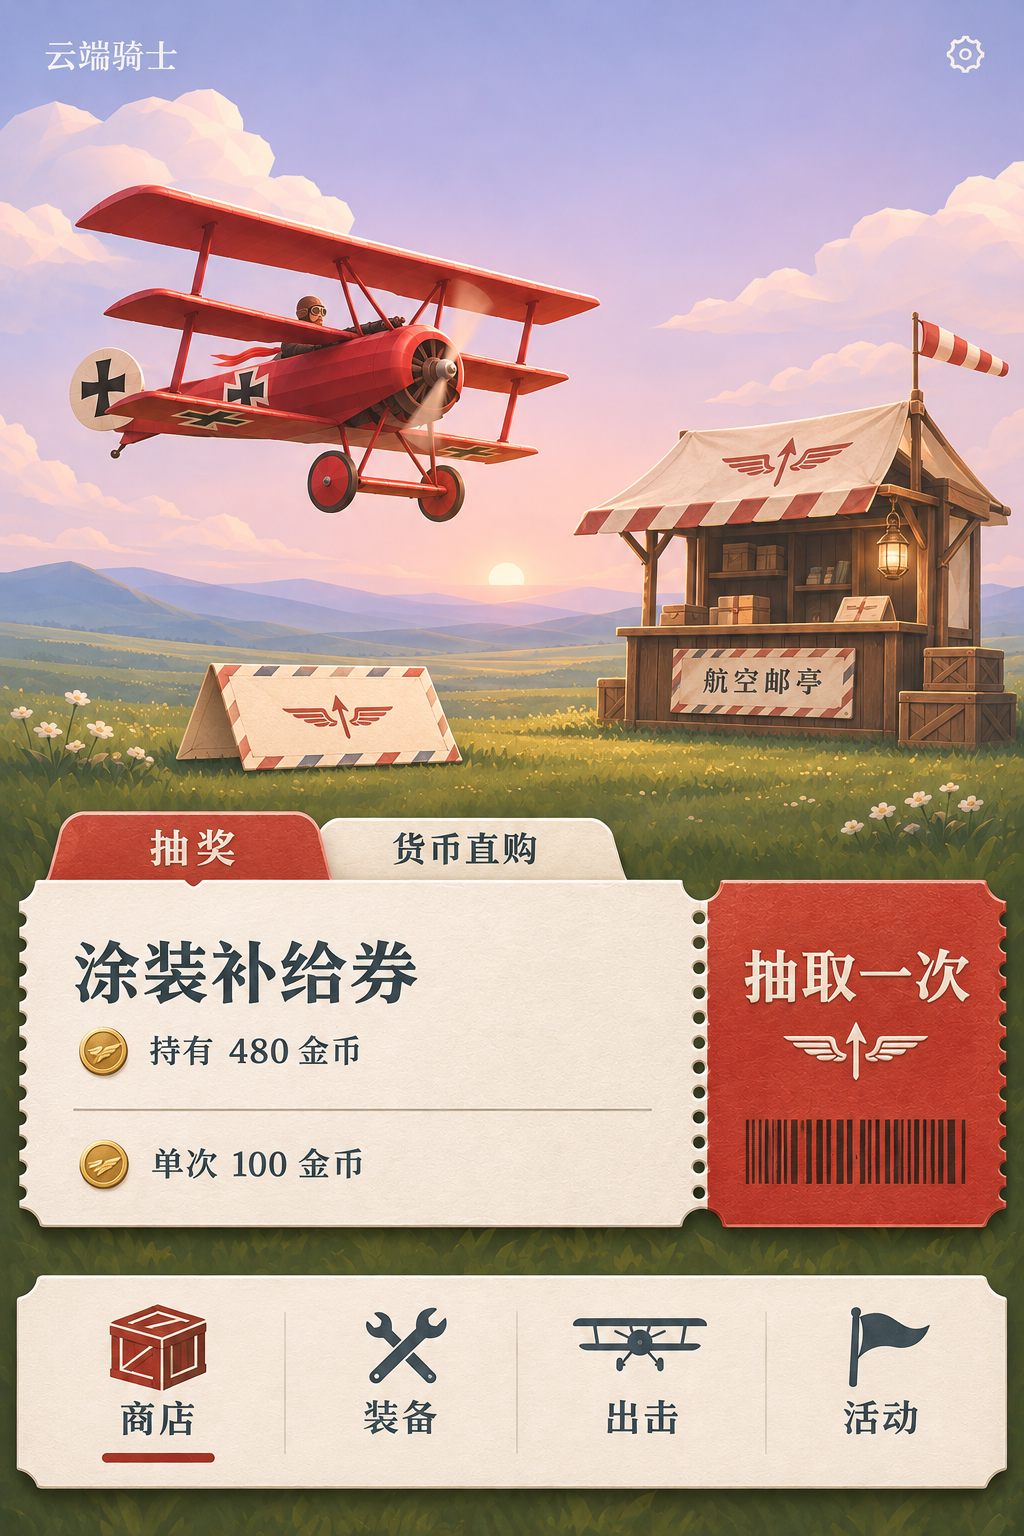 云端骑士
航空邮亭
抽奖
货币直购
涂装补给券
持有 480 金币
单次 100 金币
抽取一次
商店
装备
出击
活动